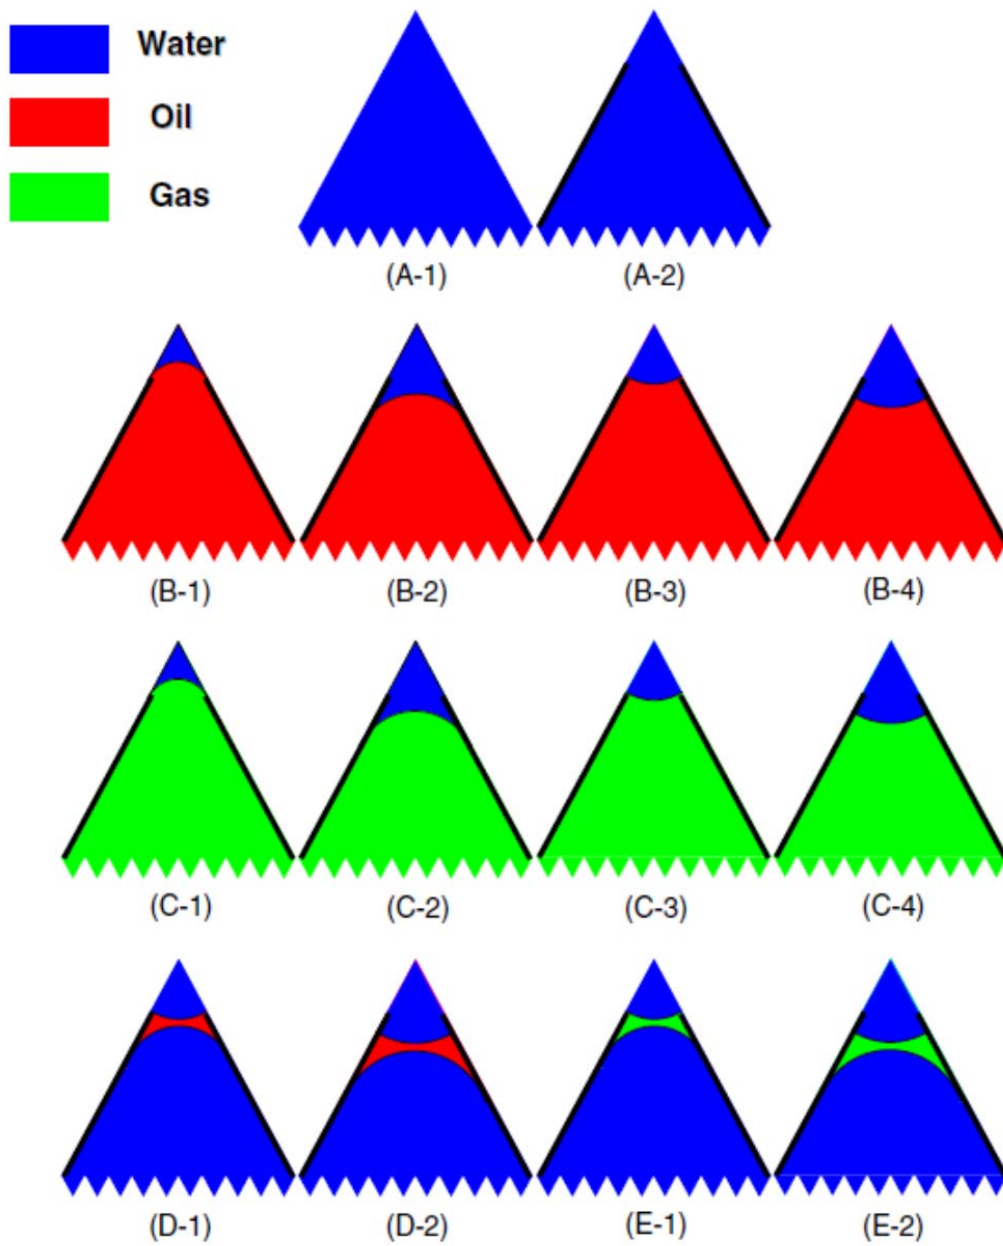 Water
Oil
Gas
(A-1) (A-2)
(B-1) (B-2) (B-3) (B-4)
(C-1) (C-2) (C-3) (C-4)
(D-1) (D-2) (E-1) (E-2)